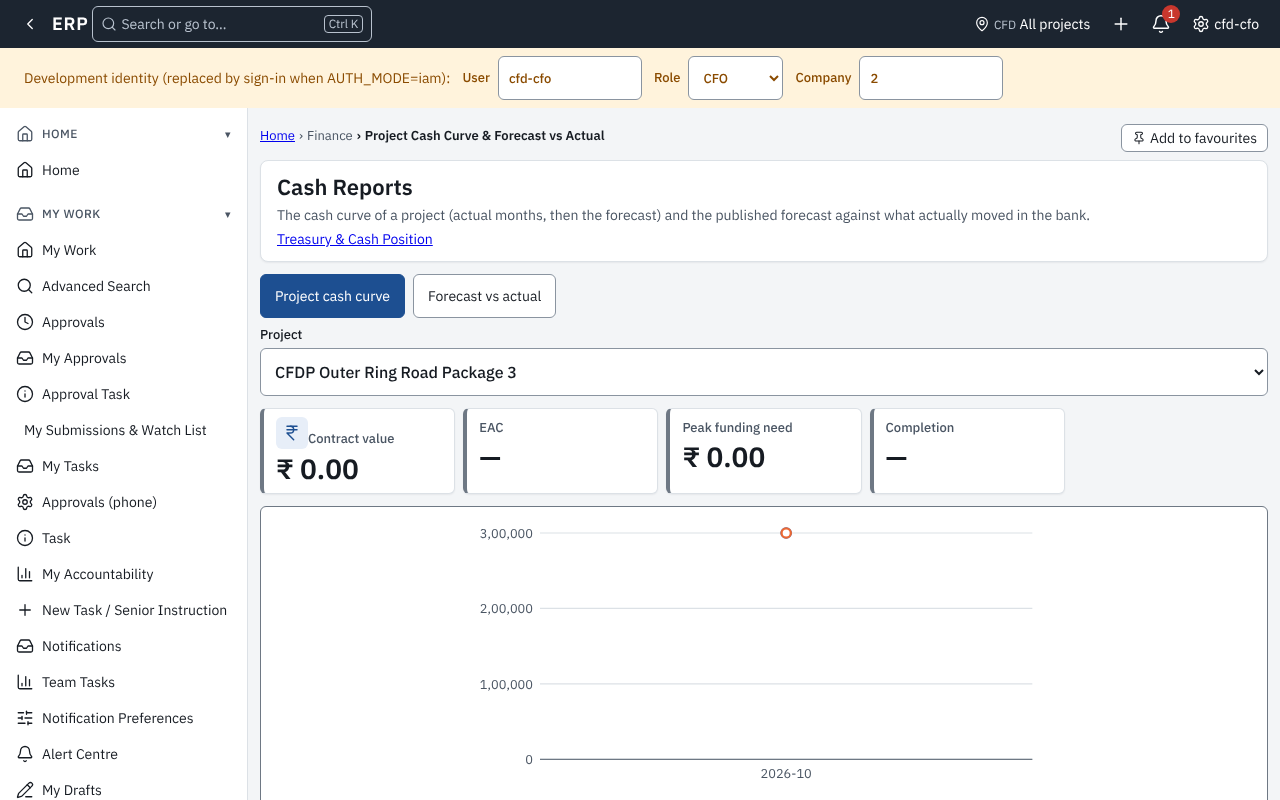 ERP
Search or go to...
Ctrl K
CFD All projects
1
cfd-cfo
Development identity (replaced by sign-in when AUTH_MODE=iam):
User
cfd-cfo
Role
CFO
Company
2
HOME
Home
MY WORK
My Work
Advanced Search
Approvals
My Approvals
Approval Task
My Submissions & Watch List
My Tasks
Approvals (phone)
Task
My Accountability
New Task / Senior Instruction
Notifications
Team Tasks
Notification Preferences
Alert Centre
My Drafts
Home › Finance › Project Cash Curve & Forecast vs Actual
Add to favourites
Cash Reports
The cash curve of a project (actual months, then the forecast) and the published forecast against what actually moved in the bank.
Treasury & Cash Position
Project cash curve
Forecast vs actual
Project
CFDP Outer Ring Road Package 3
₹ Contract value
₹ 0.00
EAC
—
Peak funding need
₹ 0.00
Completion
—
3,00,000
2,00,000
1,00,000
0
2026-10